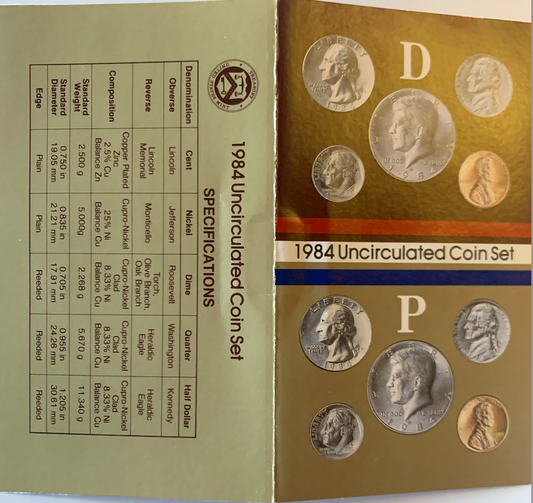 1984 Uncirculated Coin Set
SPECIFICATIONS
Denomination Cent Nickel Dime Quarter Half Dollar
Obverse Lincoln Jefferson Roosevelt Washington Kennedy
Reverse Lincoln Monticello Torch, Heraldic Heraldic
Memorial Olive Branch, Eagle Eagle
Oak Branch
Composition Copper Plated Cupro-Nickel Cupro-Nickel Cupro-Nickel Cupro-Nickel
Zinc 25% Ni Clad Clad Clad
2.5% Cu Balance Cu 8.33% Ni 8.33% Ni 8.33% Ni
Balance Zn Balance Cu Balance Cu Balance Cu
Standard 2.500 g 5.000g 2.268 g 5.670 g 11.340 g
Weight
Standard 0.750 in 0.835 in 0.705 in 0.955 in 1.205 in
Diameter 19.05 mm 21.21 mm 17.91 mm 24.26 mm 30.61 mm
Edge Plain Plain Reeded Reeded Reeded
D
LIBERTY
1984
1984
1984 Uncirculated Coin Set
P
LIBERTY
1984
1984